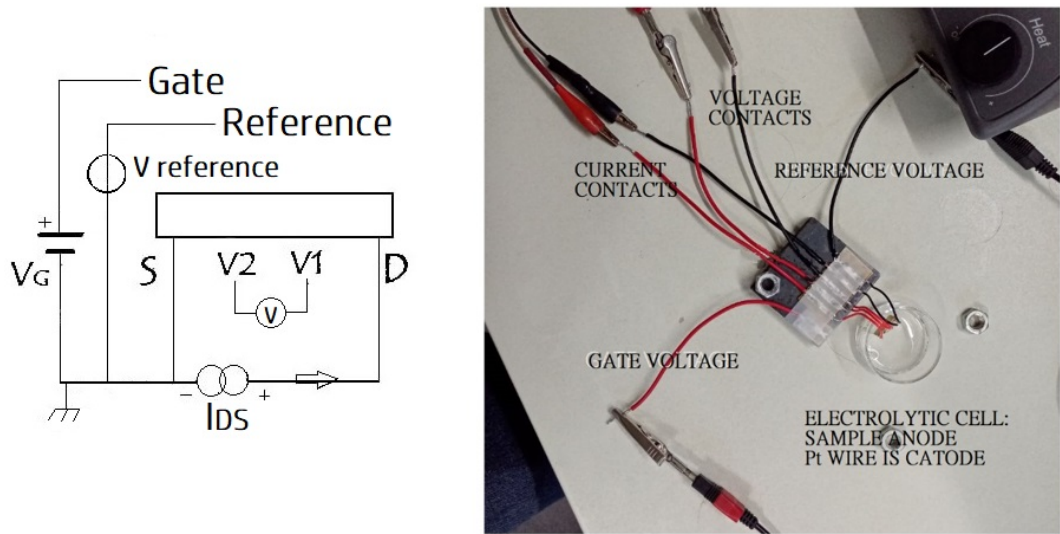 Gate
Reference
V reference
+
VG
S
V2
V1
D
V
-
+
IDS
Heat
VOLTAGE
CONTACTS
CURRENT
CONTACTS
REFERENCE VOLTAGE
GATE VOLTAGE
ELECTROLYTIC CELL:
SAMPLE ANODE
Pt WIRE IS CATODE